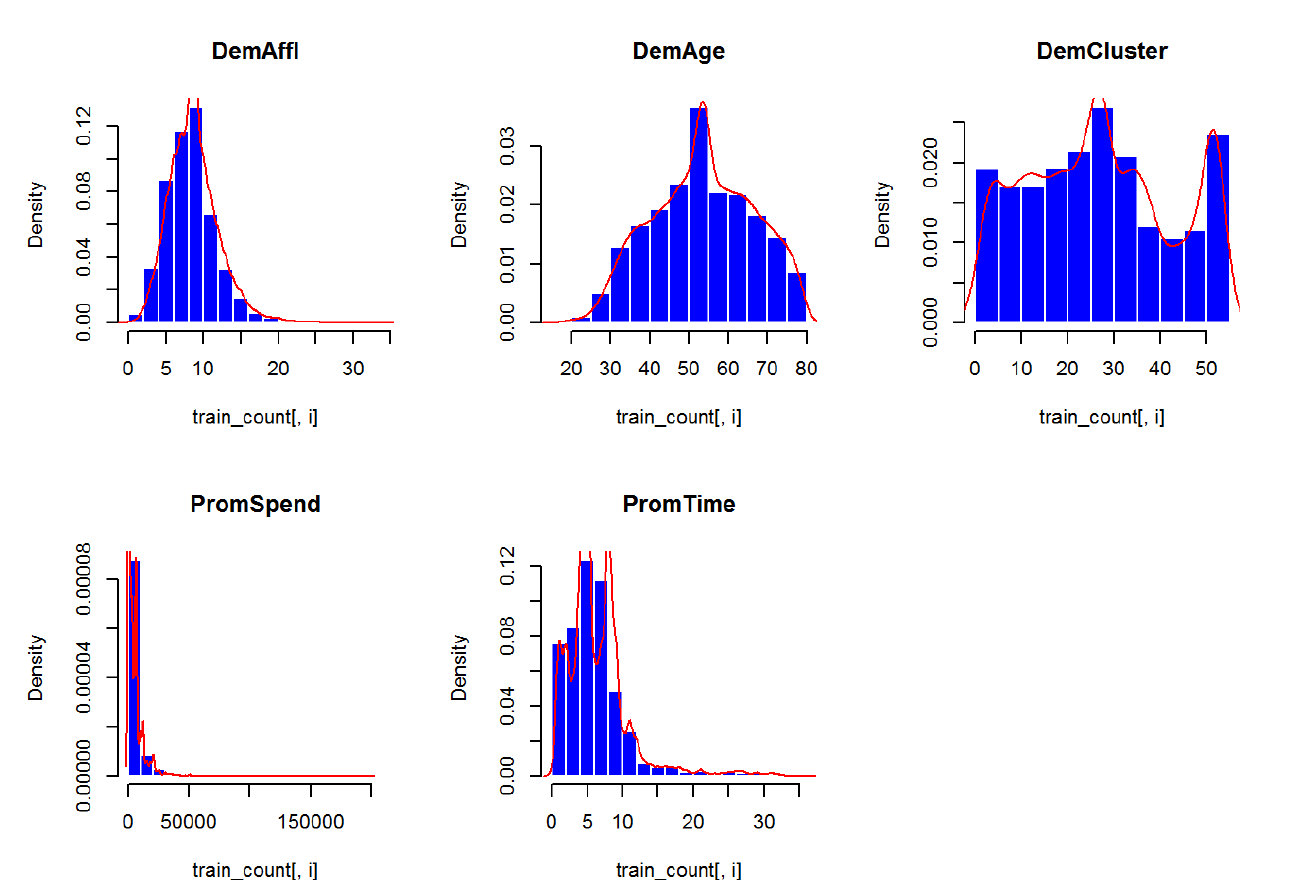 DemAffl DemAge DemCluster
Density
0.00 0.04 0.08 0.12
0 5 10 20 30
train_count[, i]
Density
0.00 0.01 0.02 0.03
20 30 40 50 60 70 80
train_count[, i]
Density
0.000 0.010 0.020
0 10 20 30 40 50
train_count[, i]
PromSpend PromTime
Density
0.00000 0.00004 0.00008
0 50000 150000
train_count[, i]
Density
0.00 0.04 0.08 0.12
0 5 10 20 30
train_count[, i]